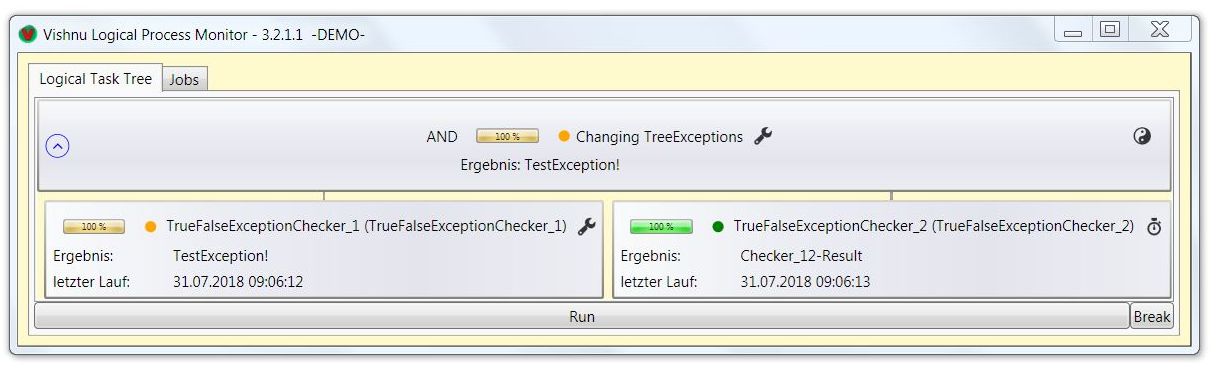 Vishnu Logical Process Monitor - 3.2.1.1 -DEMO-
Logical Task Tree Jobs
AND 100 % Changing TreeExceptions
Ergebnis: TestException!
100 % TrueFalseExceptionChecker_1 (TrueFalseExceptionChecker_1)
Ergebnis: TestException!
letzter Lauf: 31.07.2018 09:06:12
100 % TrueFalseExceptionChecker_2 (TrueFalseExceptionChecker_2)
Ergebnis: Checker_12-Result
letzter Lauf: 31.07.2018 09:06:13
Run Break